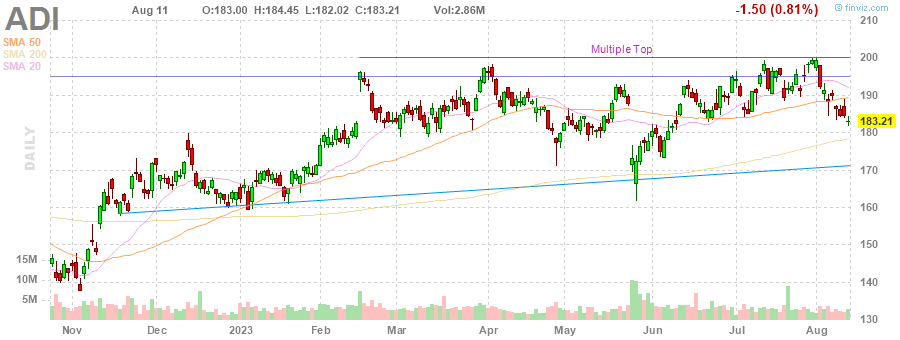 ADI
Aug 11 O:183.00 H:184.45 L:182.02 C:183.21 Vol:2.86M -1.50 (0.81%)
© finviz.com
SMA 50
SMA 200
SMA 20
Multiple Top
DAILY
210
200
190
180
170
160
150
140
130
183.21
15M
10M
5M
Nov Dec 2023 Feb Mar Apr May Jun Jul Aug